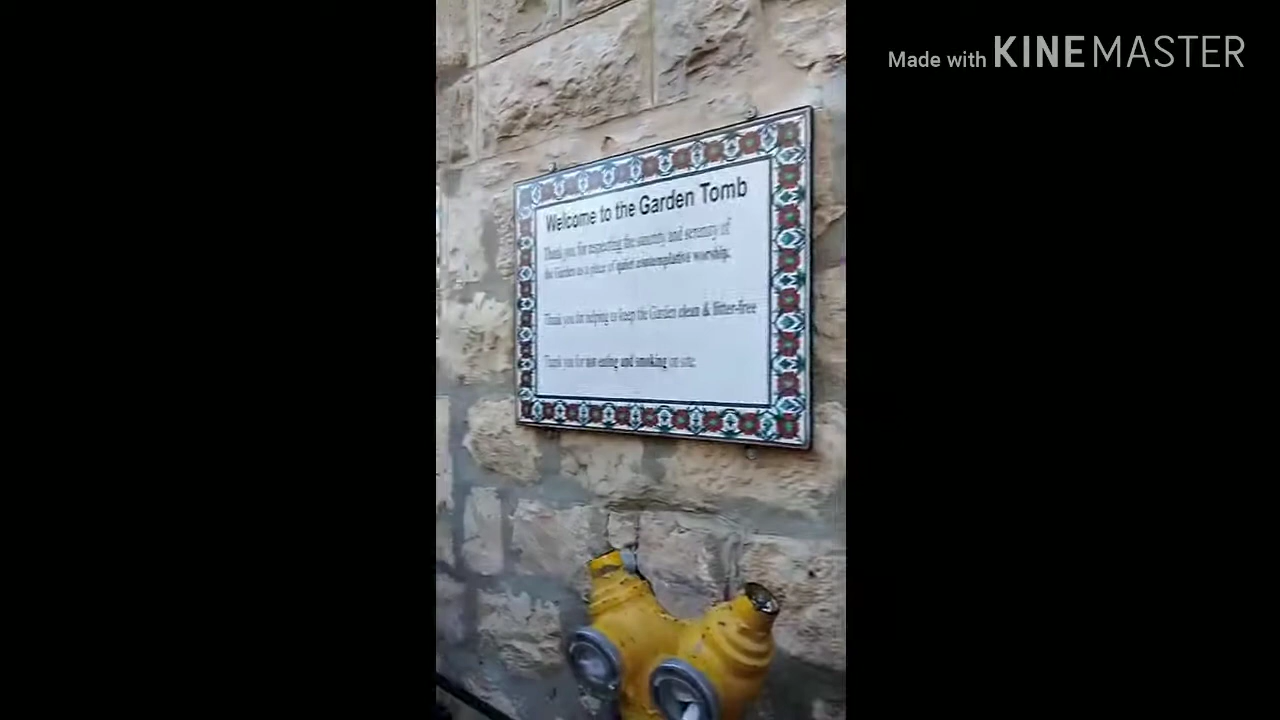 Made with KINEMASTER
Welcome to the Garden Tomb
Thank you for respecting the sanctity and serenity of
the Garden as a place of quiet contemplative worship.
Thank you for helping to keep the Garden clean & litter-free
Thank you for not eating and smoking on site.